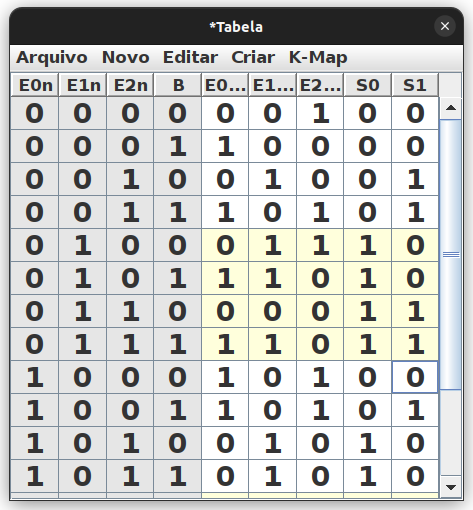 *Tabela
Arquivo Novo Editar Criar K-Map
E0n E1n E2n B E0... E1... E2... S0 S1
0 0 0 0 0 0 1 0 0
0 0 0 1 1 0 0 0 0
0 0 1 0 0 1 0 0 1
0 0 1 1 1 0 1 0 1
0 1 0 0 0 1 1 1 0
0 1 0 1 1 1 0 1 0
0 1 1 0 0 0 0 1 1
0 1 1 1 1 1 0 1 1
1 0 0 0 1 0 1 0 0
1 0 0 1 1 0 1 0 1
1 0 1 0 0 1 0 1 0
1 0 1 1 0 1 0 1 0